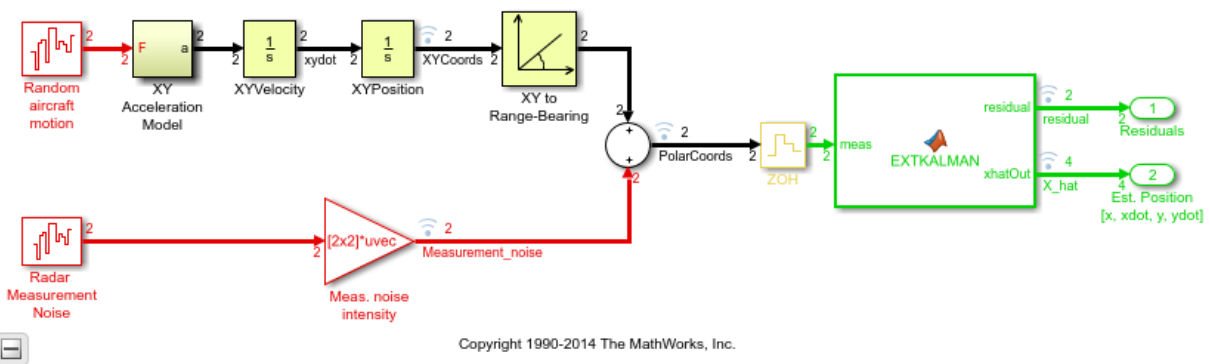 2
2
F
a
2
2
1
s
2
xydot
2
1
s
2
XYCoords
2
2
Random
aircraft
motion
XY
Acceleration
Model
XYVelocity
XYPosition
XY to
Range-Bearing
2
+
+
2
2
PolarCoords
2
ZOH
2
2
meas
EXTKALMAN
residual
xhatOut
2
residual
2
1
Residuals
4
X_hat
4
2
Est. Position
[x, xdot, y, ydot]
2
2
[2x2]*uvec
2
Measurement_noise
Radar
Measurement
Noise
Meas. noise
intensity
Copyright 1990-2014 The MathWorks, Inc.